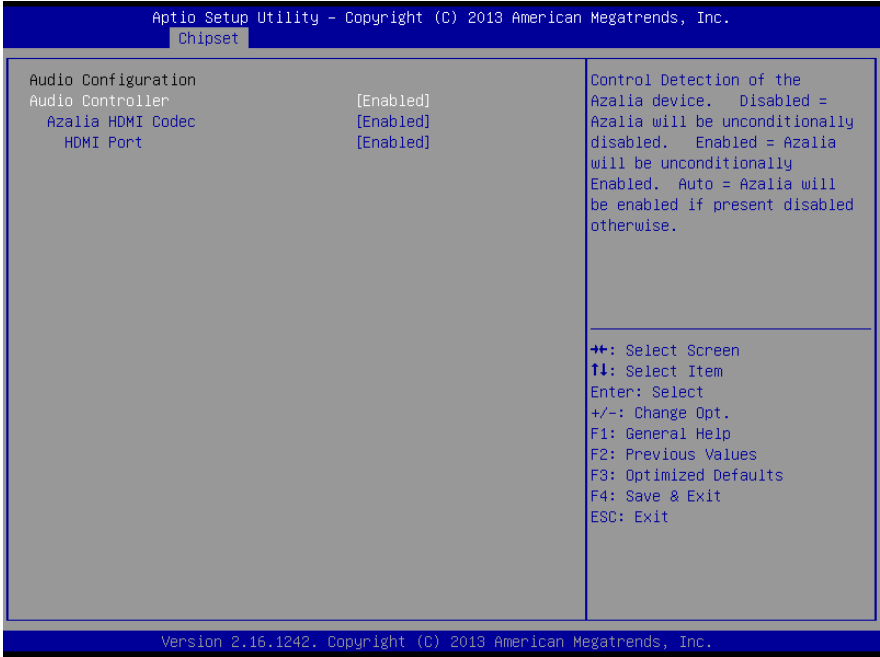 Aptio Setup Utility – Copyright (C) 2013 American Megatrends, Inc.
Chipset
Audio Configuration
Audio Controller [Enabled]
Azalia HDMI Codec [Enabled]
HDMI Port [Enabled]
Control Detection of the
Azalia device. Disabled =
Azalia will be unconditionally
disabled. Enabled = Azalia
will be unconditionally
Enabled. Auto = Azalia will
be enabled if present disabled
otherwise.
→←: Select Screen
↑↓: Select Item
Enter: Select
+/-: Change Opt.
F1: General Help
F2: Previous Values
F3: Optimized Defaults
F4: Save & Exit
ESC: Exit
Version 2.16.1242. Copyright (C) 2013 American Megatrends, Inc.